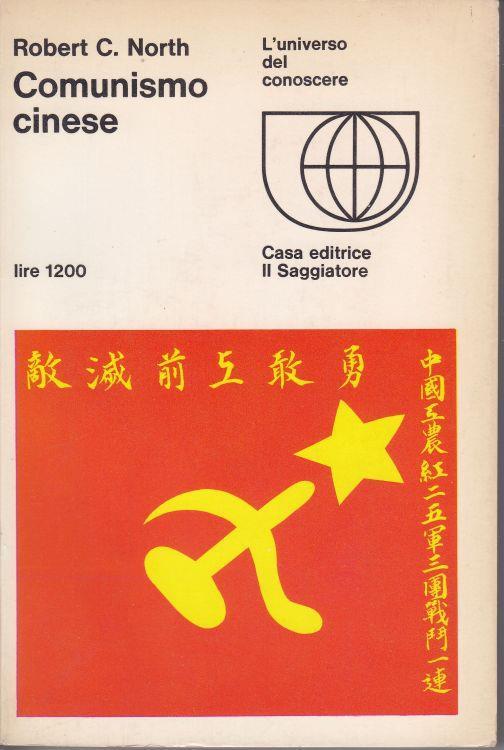 Robert C. North
Comunismo
cinese
L'universo
del
conoscere
Casa editrice
Il Saggiatore
lire 1200
勇敢互前滅敵
中國工農紅二五軍三團戰鬥一連